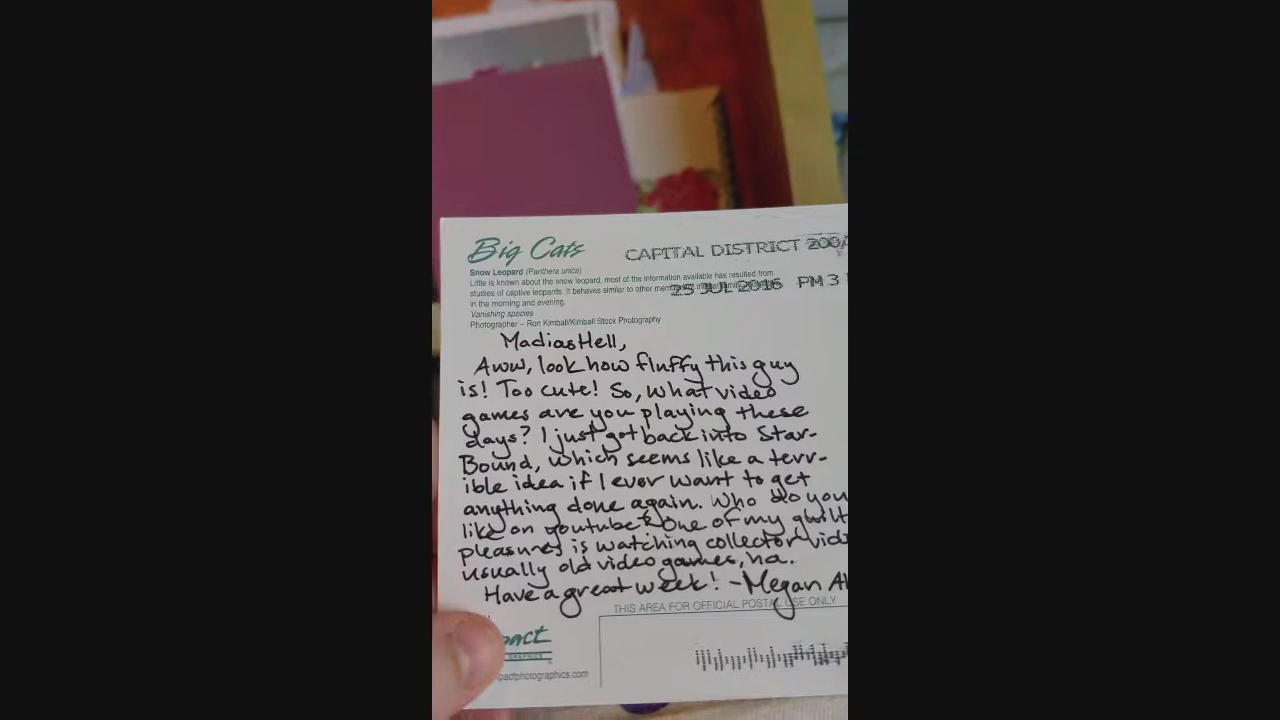 Big Cats
CAPITAL DISTRICT 200
Snow Leopard (Panthera unica)
Little is known about the snow leopard, most of the information available has resulted from
studies of captive leopards. It behaves similar to other
25 JUL 2016 PM 3
in the morning and evening.
Vanishing species
Photographer – Ron Kimball/Kimball Stock Photography
MadiasHell,
Aww, look how fluffy this guy
is! Too cute! So, what video
games are you playing these
days? I just got back into Star-
Bound, which seems like a terr-
ible idea if I ever want to get
anything done again. Who do you
like on youtube? One of my guilt
pleasures is watching collector vid
usually old video games, ha.
Have a great week! - Megan
THIS AREA FOR OFFICIAL POSTAL USE ONLY
pact
GRAPHICS
pactphotographics.com